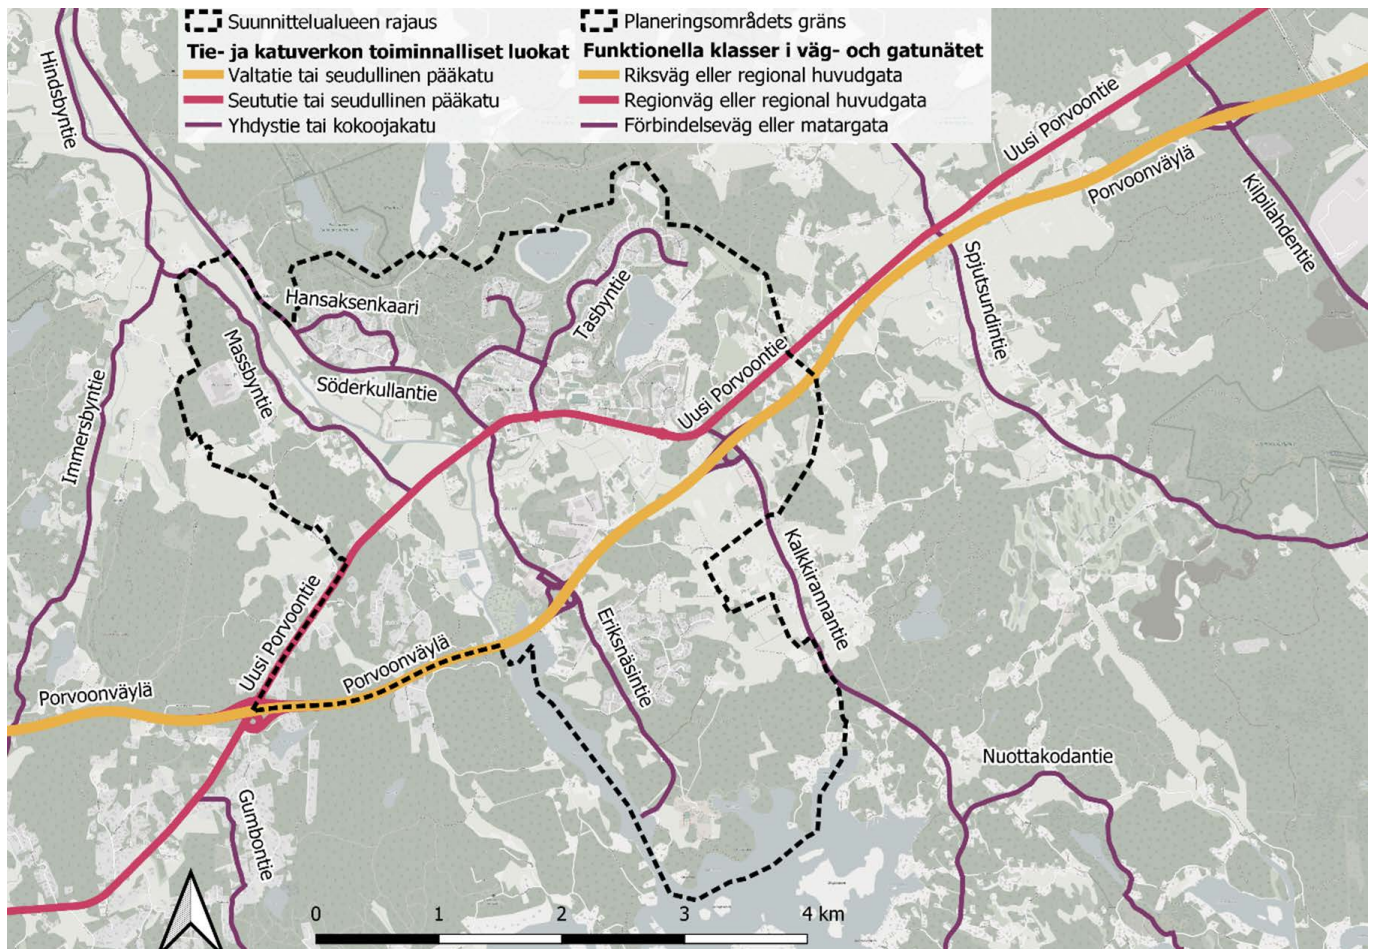 Suunnittelualueen rajaus
Tie- ja katuverkon toiminnalliset luokat
Valtatie tai seudullinen pääkatu
Seututie tai seudullinen pääkatu
Yhdystie tai kokoojakatu
Planeringsområdets gräns
Funktionella klasser i väg- och gatunätet
Riksväg eller regional huvudgata
Regionväg eller regional huvudgata
Förbindelseväg eller matargata
Hindsbyntie
Uusi Porvoontie
Porvoonväylä
Kilpilahdentie
Spjutsundintie
Hansaksenkaari
Tasbyntie
Massbyntie
Söderkullantie
Uusi Porvoontie
Immersbyntie
Kalkkirannantie
Uusi Porvoontie
Eriksnäsintie
Porvoonväylä
Porvoonväylä
Nuottakodantie
Gumbontie
0 1 2 3 4 km